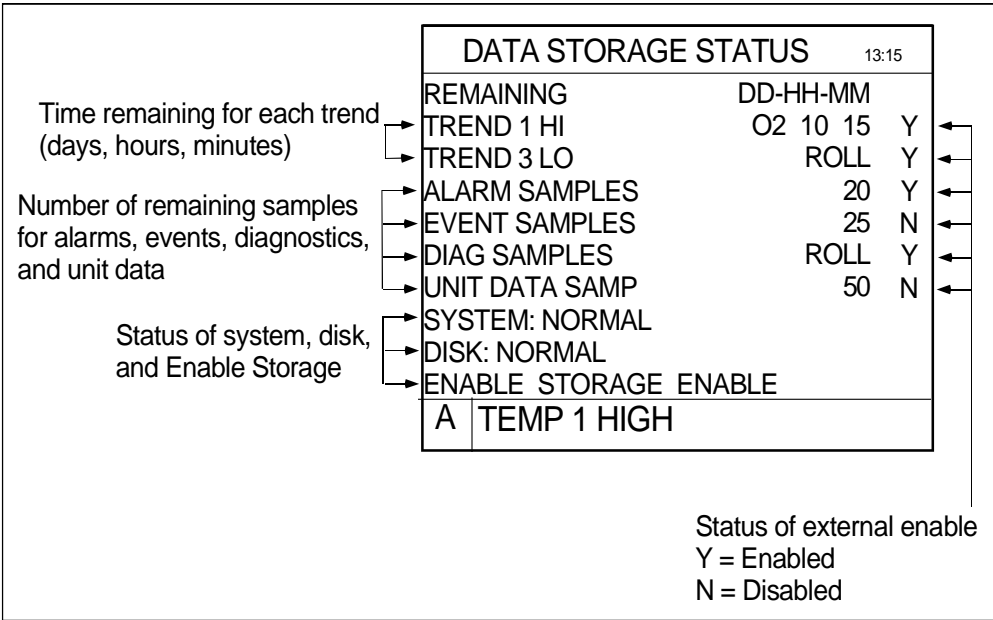 DATA STORAGE STATUS 13:15
REMAINING DD-HH-MM
TREND 1 HI O2 10 15 Y
TREND 3 LO ROLL Y
ALARM SAMPLES 20 Y
EVENT SAMPLES 25 N
DIAG SAMPLES ROLL Y
UNIT DATA SAMP 50 N
SYSTEM: NORMAL
DISK: NORMAL
ENABLE STORAGE ENABLE
A TEMP 1 HIGH
Time remaining for each trend
(days, hours, minutes)
Number of remaining samples
for alarms, events, diagnostics,
and unit data
Status of system, disk,
and Enable Storage
Status of external enable
Y = Enabled
N = Disabled